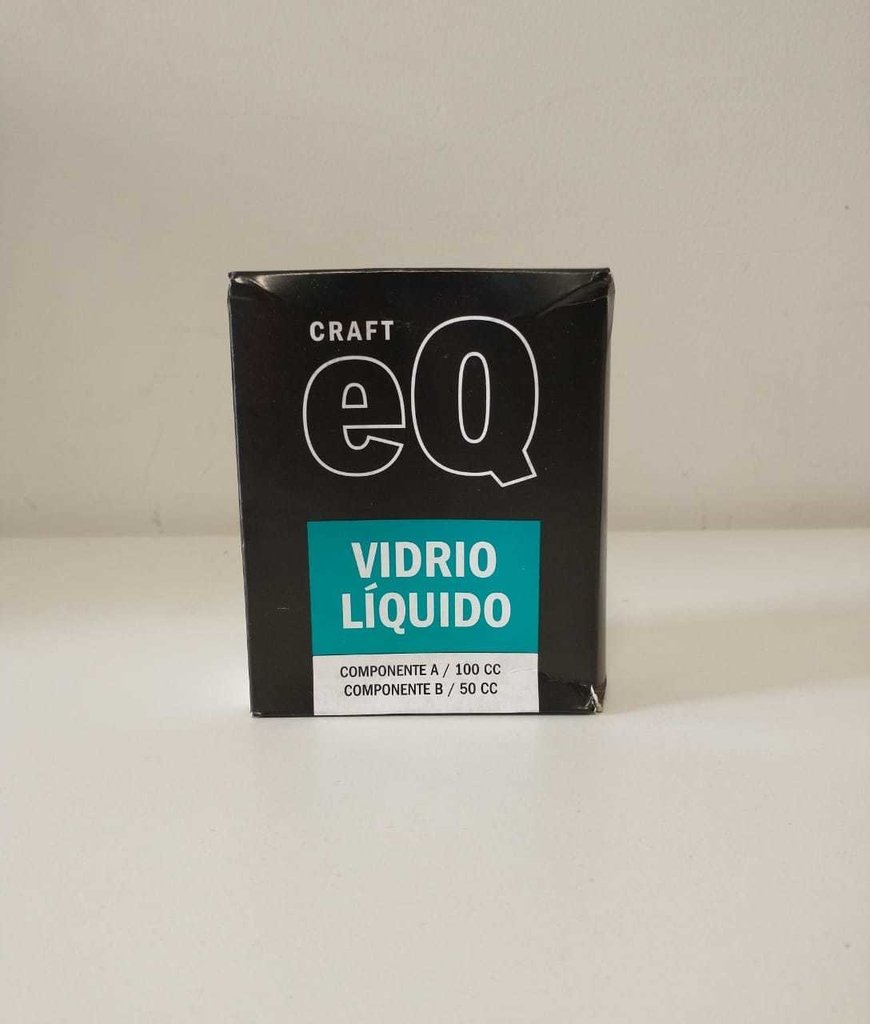 CRAFT
eQ
VIDRIO
LÍQUIDO
COMPONENTE A / 100 CC
COMPONENTE B / 50 CC